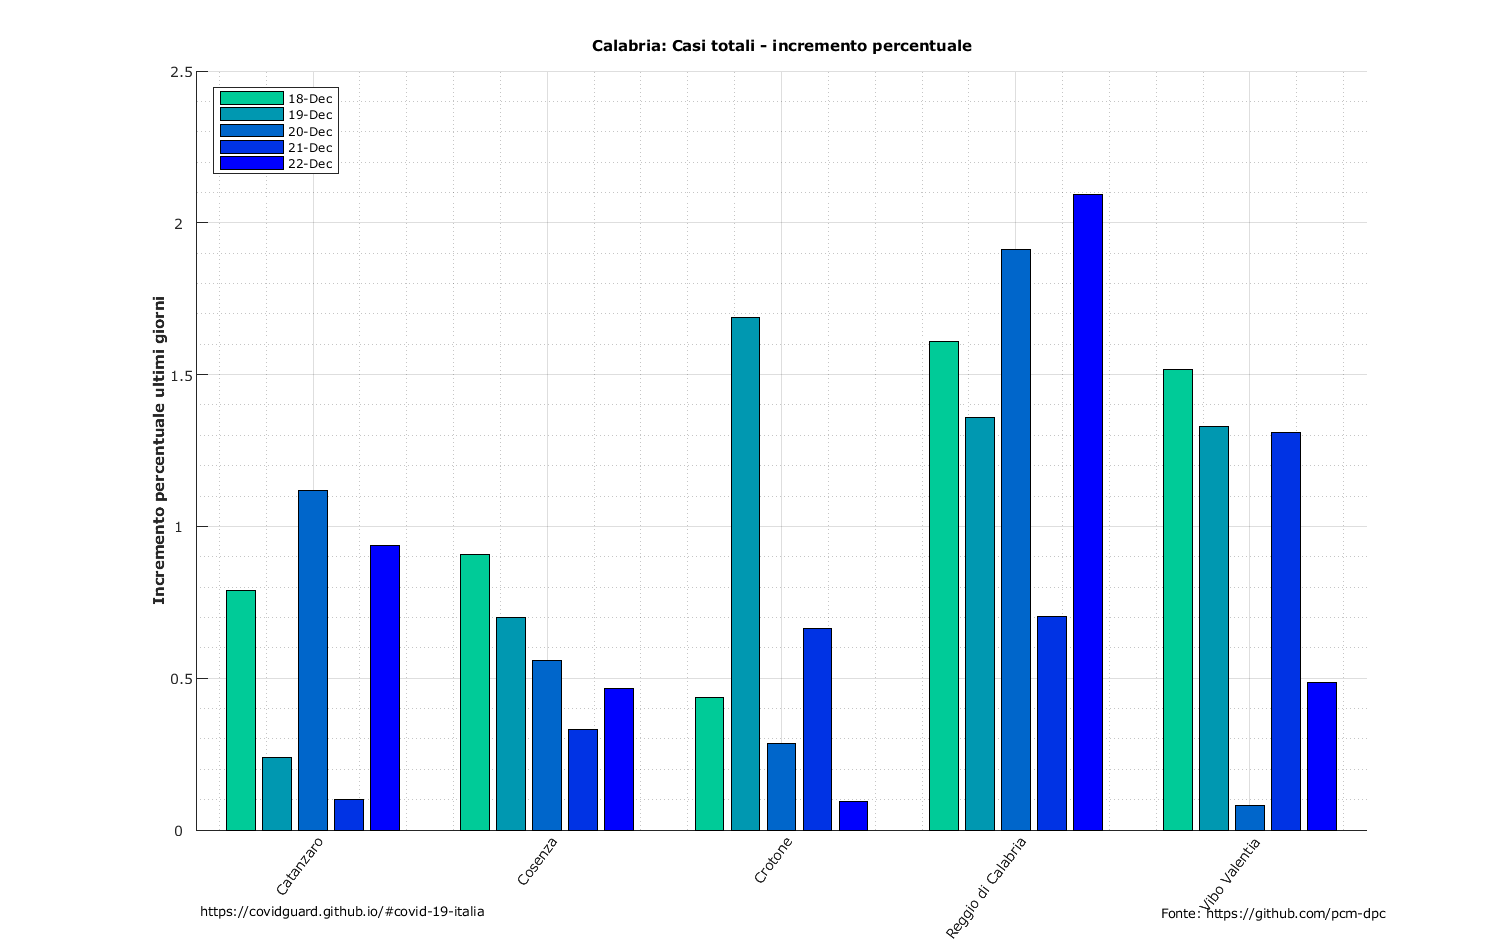 Calabria: Casi totali - incremento percentuale
2.5
2
1.5
1
0.5
0
Incremento percentuale ultimi giorni
18-Dec
19-Dec
20-Dec
21-Dec
22-Dec
Catanzaro
Cosenza
Crotone
Reggio di Calabria
Vibo Valentia
https://covidguard.github.io/#covid-19-italia
Fonte: https://github.com/pcm-dpc